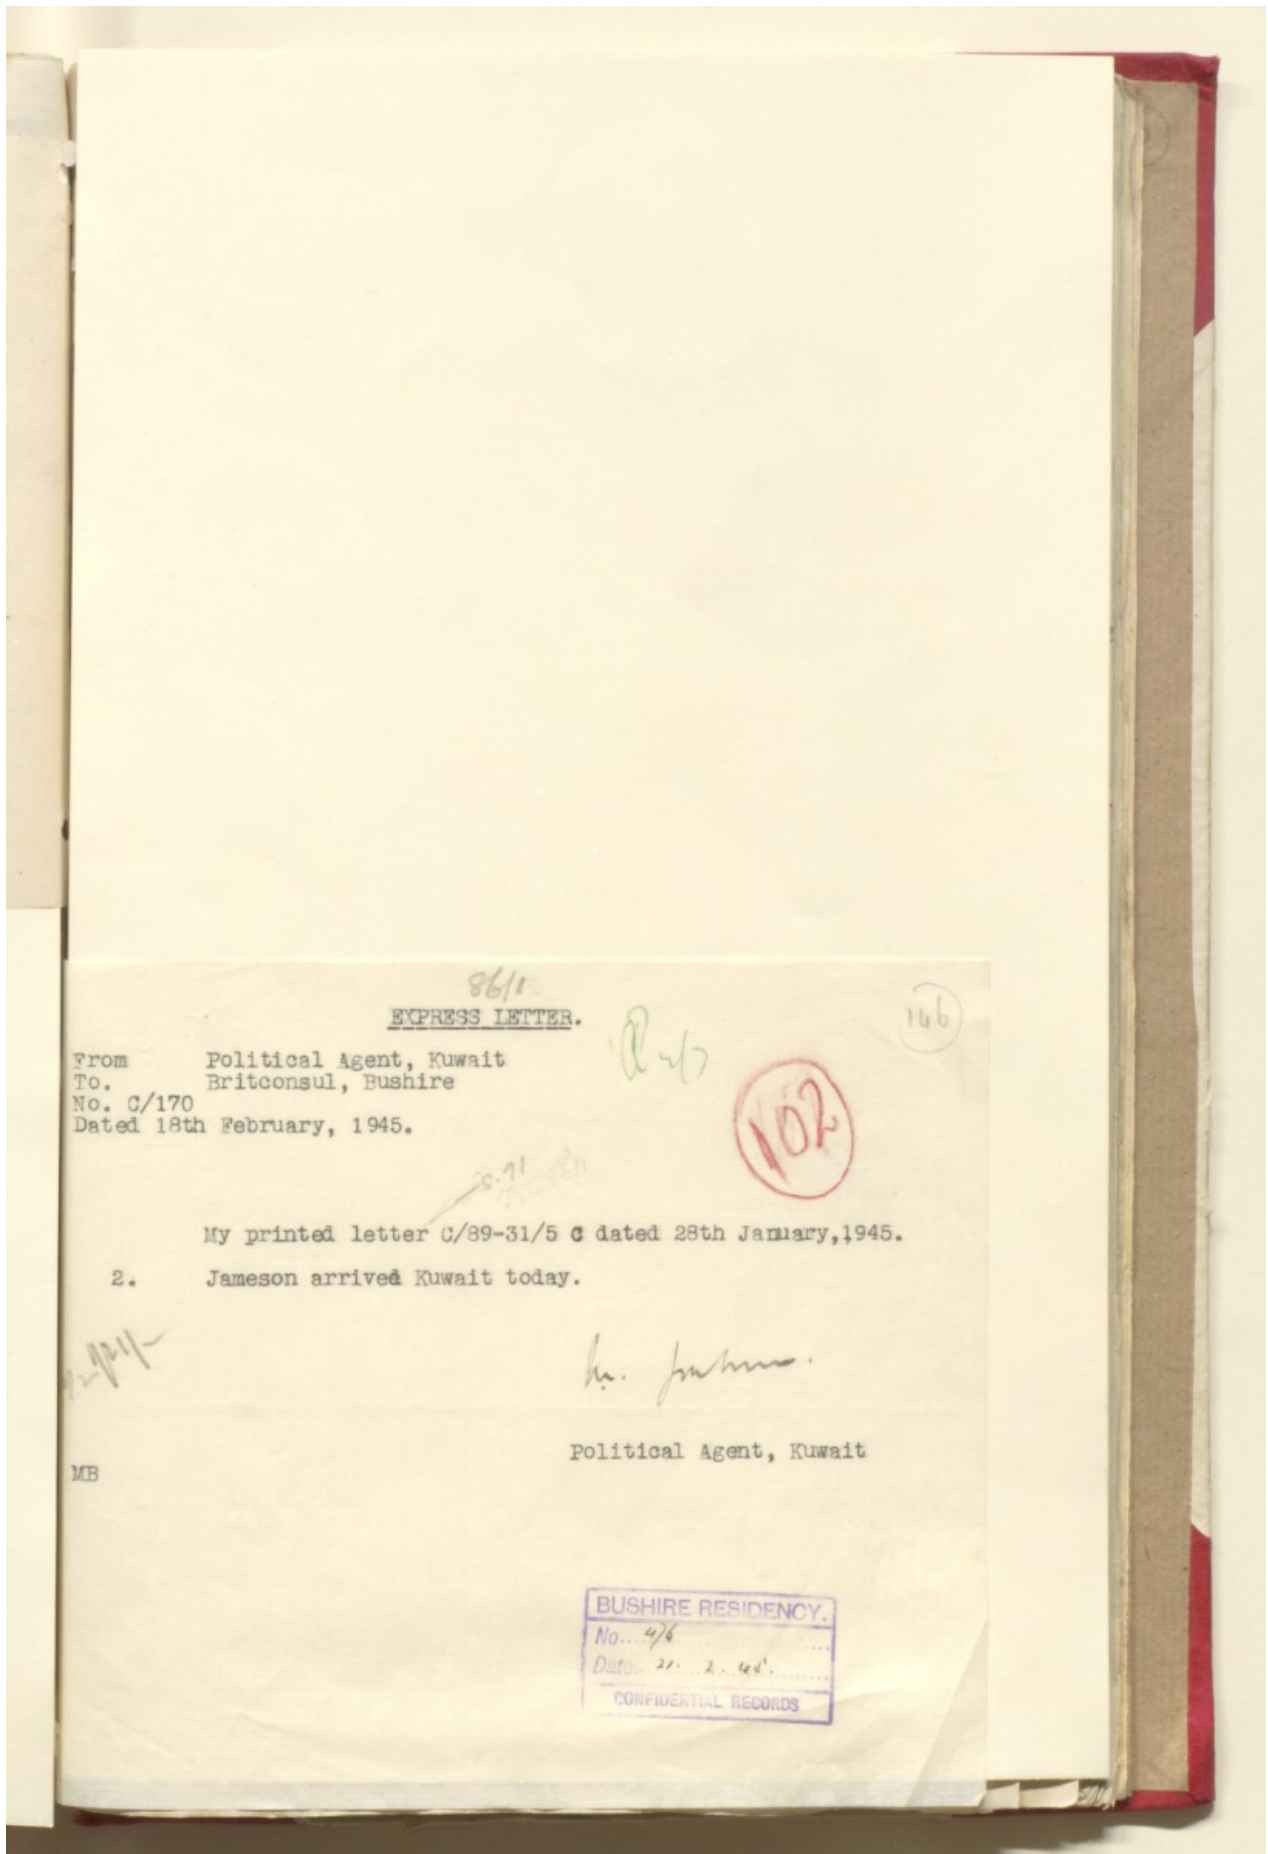 86/1
EXPRESS LETTER.
146
From Political Agent, Kuwait
To. Britconsul, Bushire
No. C/170
Dated 18th February, 1945.
102
S.91
My printed letter C/89-31/5 C dated 28th January,1945.
2. Jameson arrived Kuwait today.
Political Agent, Kuwait
MB
BUSHIRE RESIDENCY.
No....476
Date...21. 2. 45.
CONFIDENTIAL RECORDS